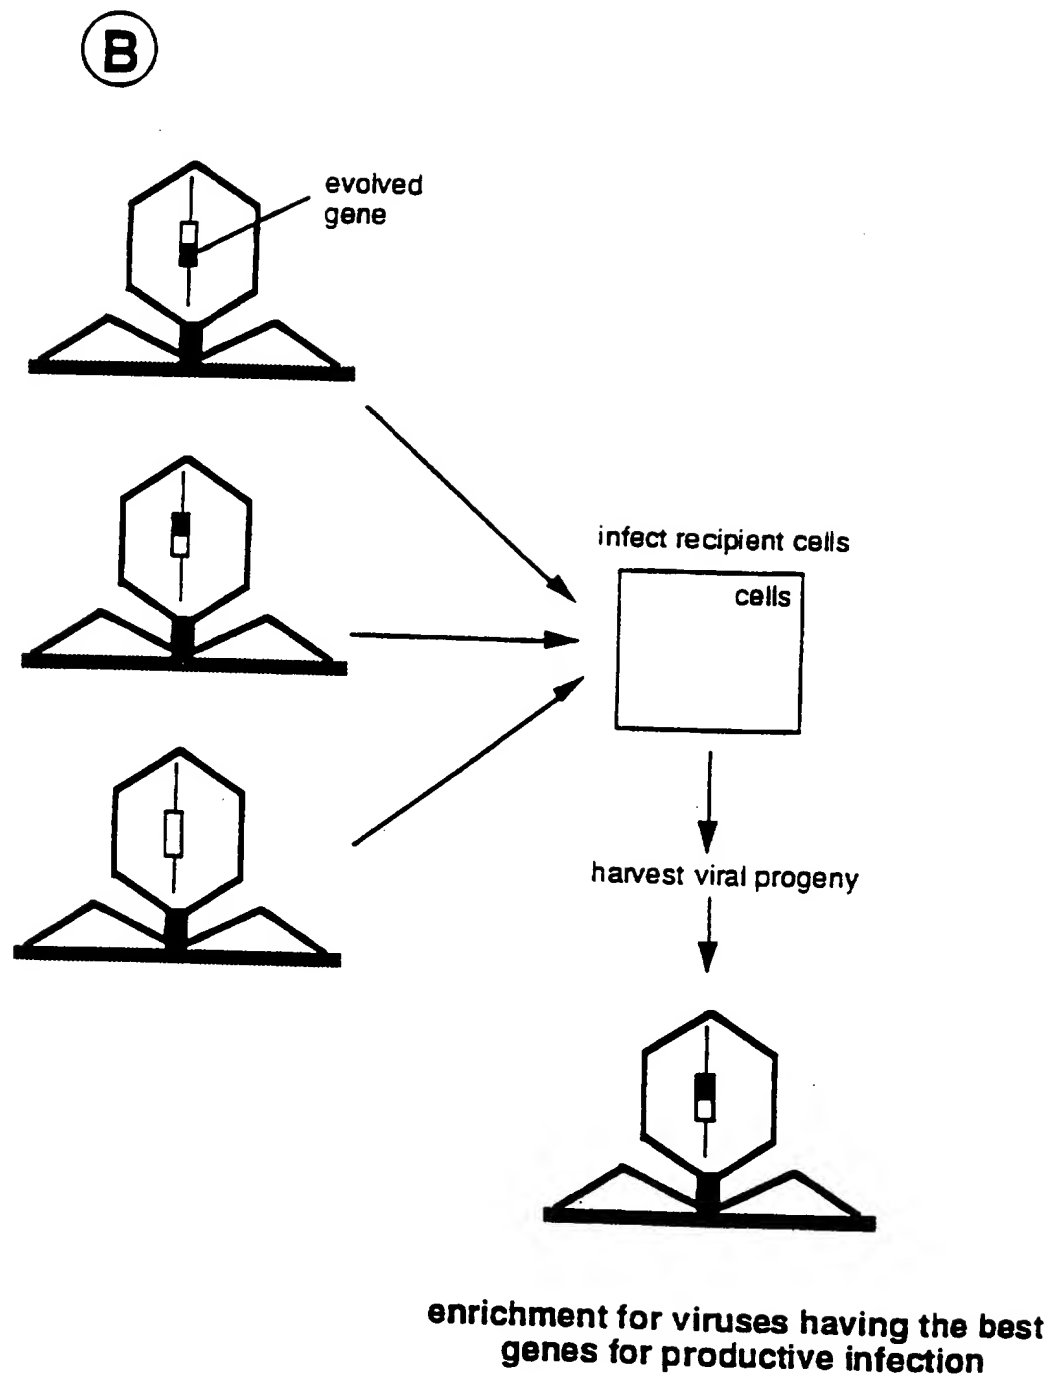 B
evolved
gene
infect recipient cells
cells
harvest viral progeny
enrichment for viruses having the best
genes for productive infection